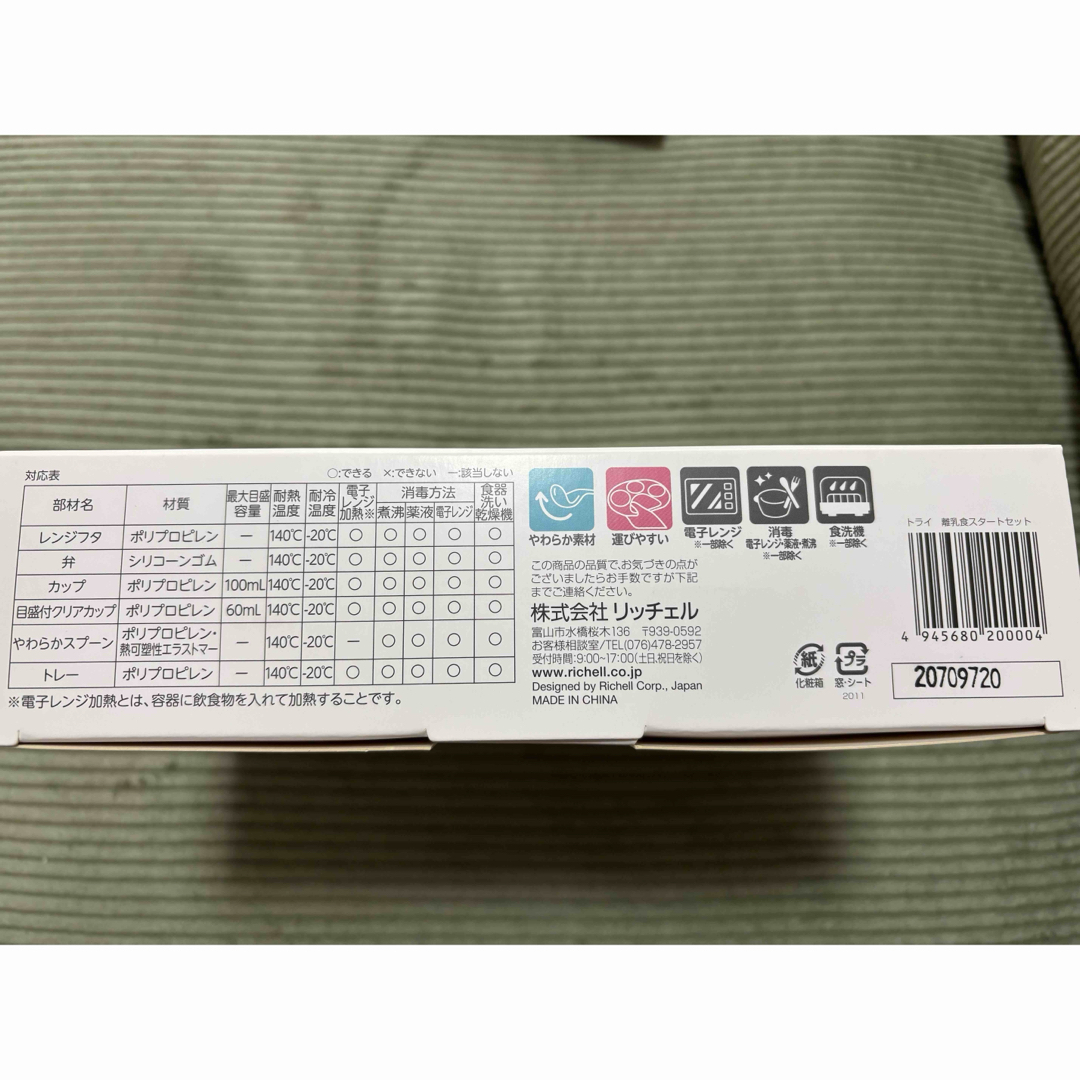 対応表
○:できる ×:できない ー:該当しない
部材名 材質 最大目盛容量 耐熱温度 耐冷温度 電子レンジ加熱※ 消毒方法 煮沸 薬液 電子レンジ 食器洗い乾燥機
レンジフタ ポリプロピレン ー 140℃ -20℃ ○ ○ ○ ○ ○
弁 シリコーンゴム ー 140℃ -20℃ ○ ○ ○ ○ ○
カップ ポリプロピレン 100mL 140℃ -20℃ ○ ○ ○ ○ ○
目盛付クリアカップ ポリプロピレン 60mL 140℃ -20℃ ○ ○ ○ ○ ○
やわらかスプーン ポリプロピレン・熱可塑性エラストマー ー 140℃ -20℃ ー ○ ○ ○ ○
トレー ポリプロピレン ー 140℃ -20℃ ○ ○ ○ ○ ○
※電子レンジ加熱とは、容器に飲食物を入れて加熱することです。
やわらか素材
運びやすい
電子レンジ
※一部除く
消毒
電子レンジ・薬液・煮沸
※一部除く
食洗機
※一部除く
この商品の品質で、お気づきの点が
ございましたらお手数ですが下記
までご連絡ください。
株式会社 リッチェル
富山市水橋桜木136 〒939-0592
お客様相談室/TEL(076)478-2957
受付時間:9:00~17:00(土日,祝日を除く)
www.richell.co.jp
Designed by Richell Corp., Japan
MADE IN CHINA
紙
化粧箱
プラ
窓・シート
2011
トライ 離乳食スタートセット
4 945680 200004
20709720